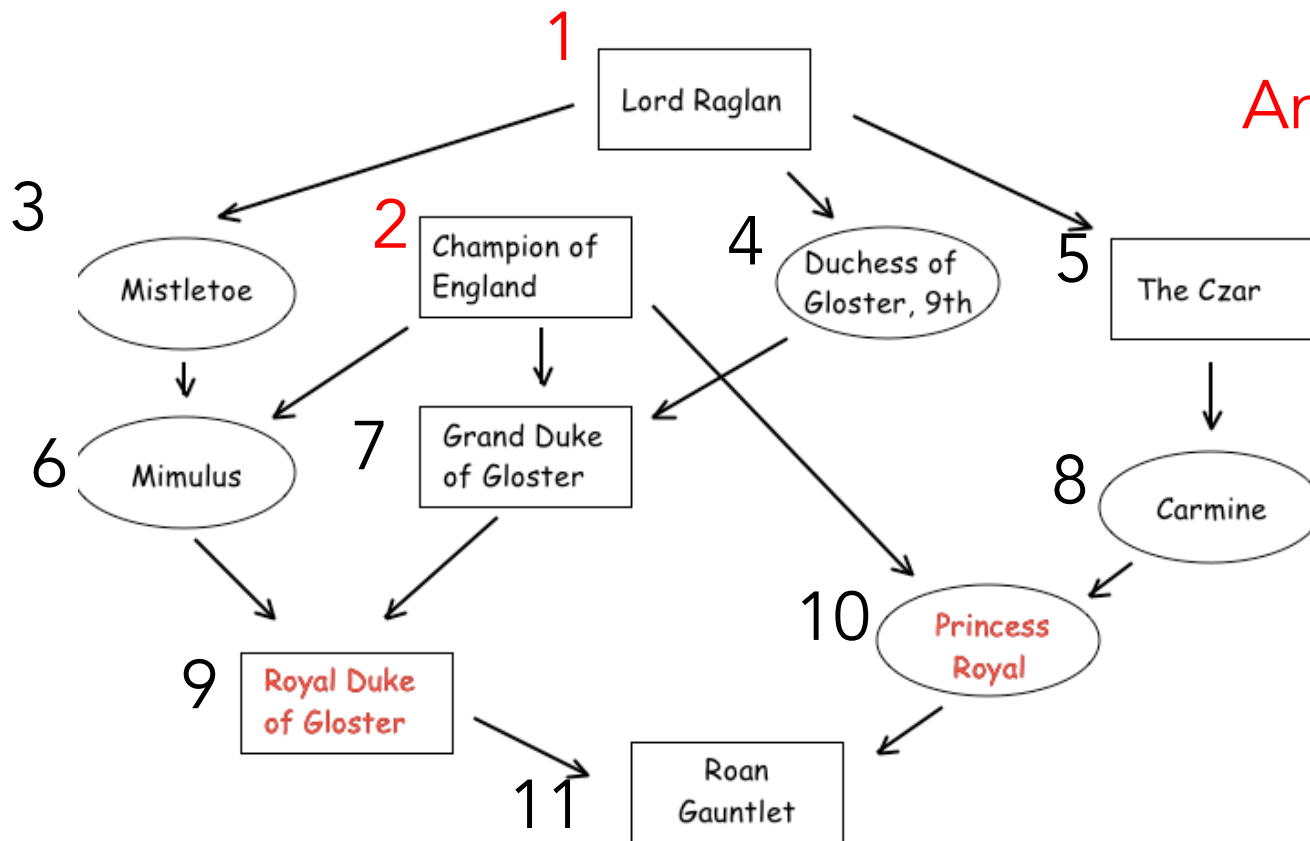 1
Lord Raglan
Ar
3
2
Champion of
England
4
Duchess of
Gloster, 9th
5
The Czar
Mistletoe
6
Mimulus
7
Grand Duke
of Gloster
8
Carmine
10
Princess
Royal
9
Royal Duke
of Gloster
11
Roan
Gauntlet